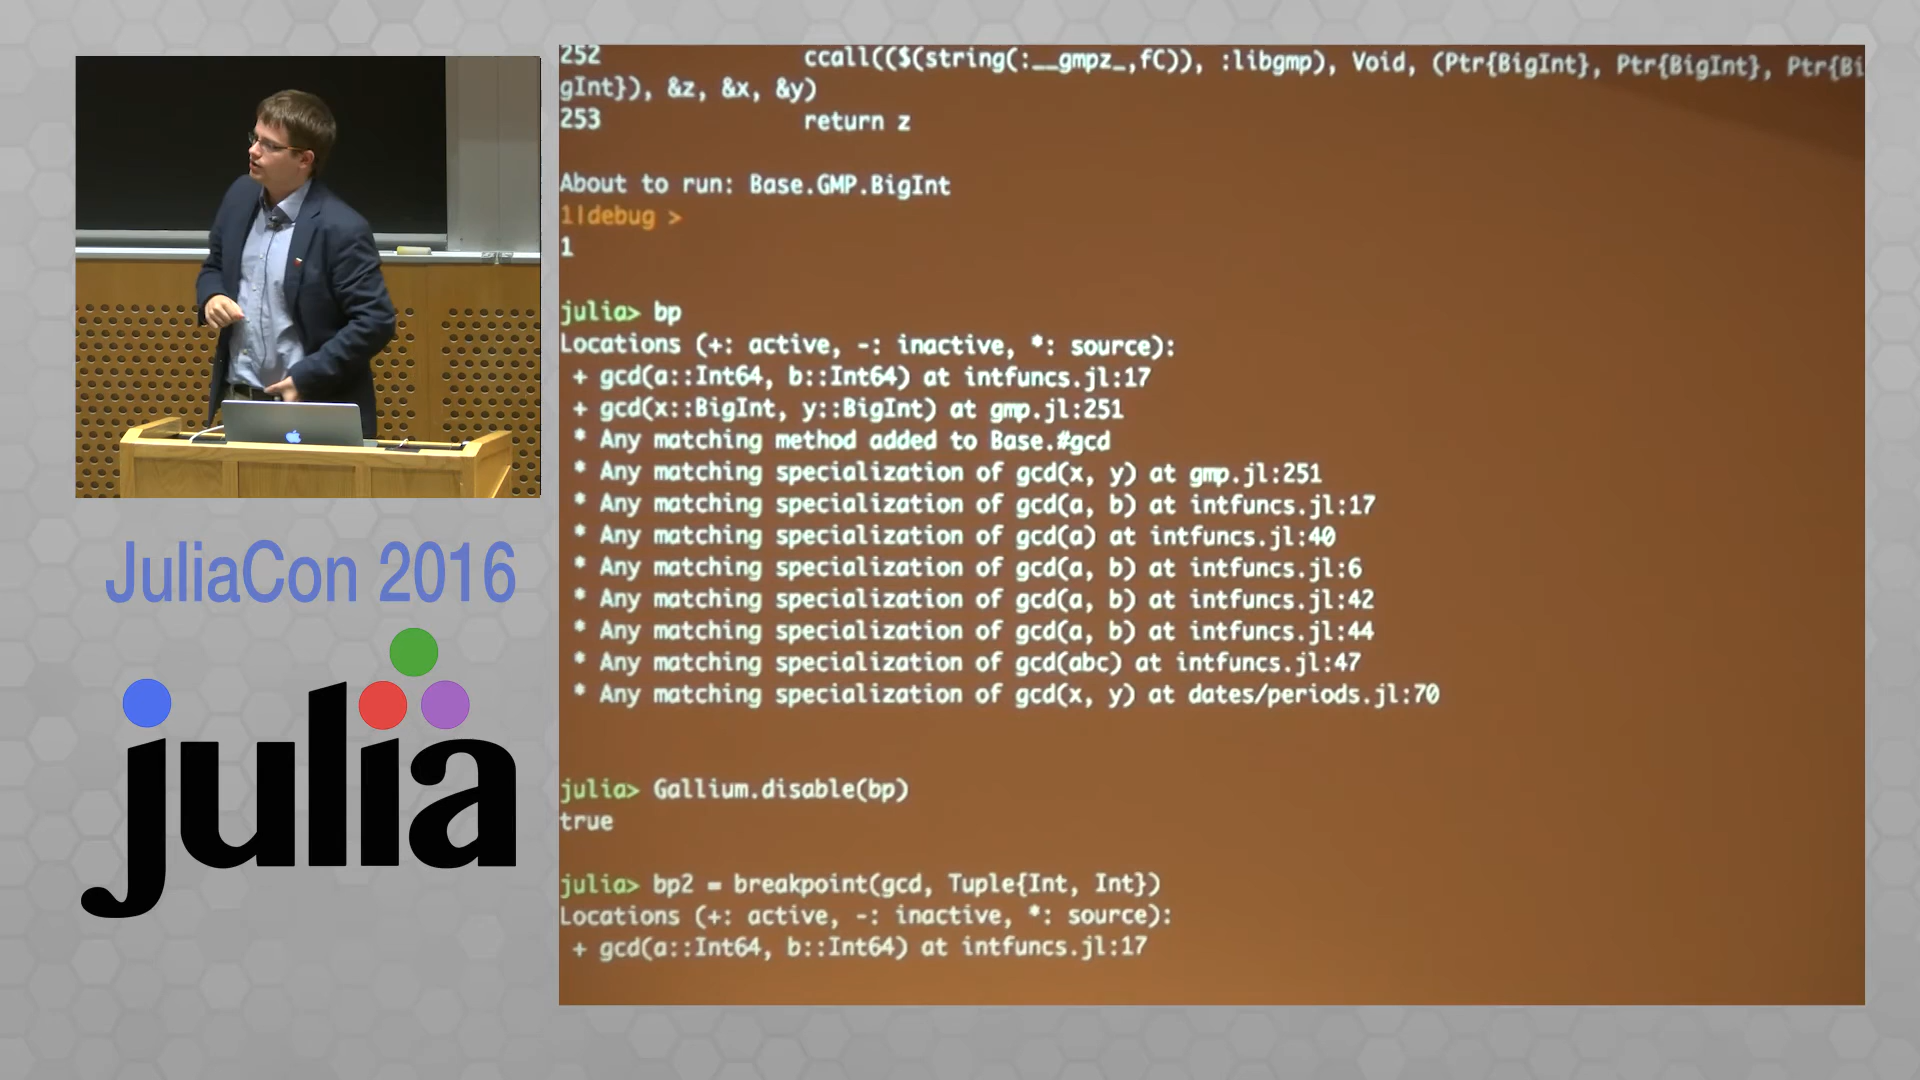 252 ccall(($(string(:__gmpz_,fC)), :libgmp), Void, (Ptr{BigInt}, Ptr{BigInt}, Ptr{Bi
gInt}), &z, &x, &y)
253 return z
About to run: Base.GMP.BigInt
1|debug >
1
julia> bp
Locations (+: active, -: inactive, *: source):
+ gcd(a::Int64, b::Int64) at intfuncs.jl:17
+ gcd(x::BigInt, y::BigInt) at gmp.jl:251
* Any matching method added to Base.#gcd
* Any matching specialization of gcd(x, y) at gmp.jl:251
* Any matching specialization of gcd(a, b) at intfuncs.jl:17
* Any matching specialization of gcd(a) at intfuncs.jl:40
* Any matching specialization of gcd(a, b) at intfuncs.jl:6
* Any matching specialization of gcd(a, b) at intfuncs.jl:42
* Any matching specialization of gcd(a, b) at intfuncs.jl:44
* Any matching specialization of gcd(abc) at intfuncs.jl:47
* Any matching specialization of gcd(x, y) at dates/periods.jl:70
julia> Gallium.disable(bp)
true
julia> bp2 = breakpoint(gcd, Tuple{Int, Int})
Locations (+: active, -: inactive, *: source):
+ gcd(a::Int64, b::Int64) at intfuncs.jl:17
JuliaCon 2016
julia